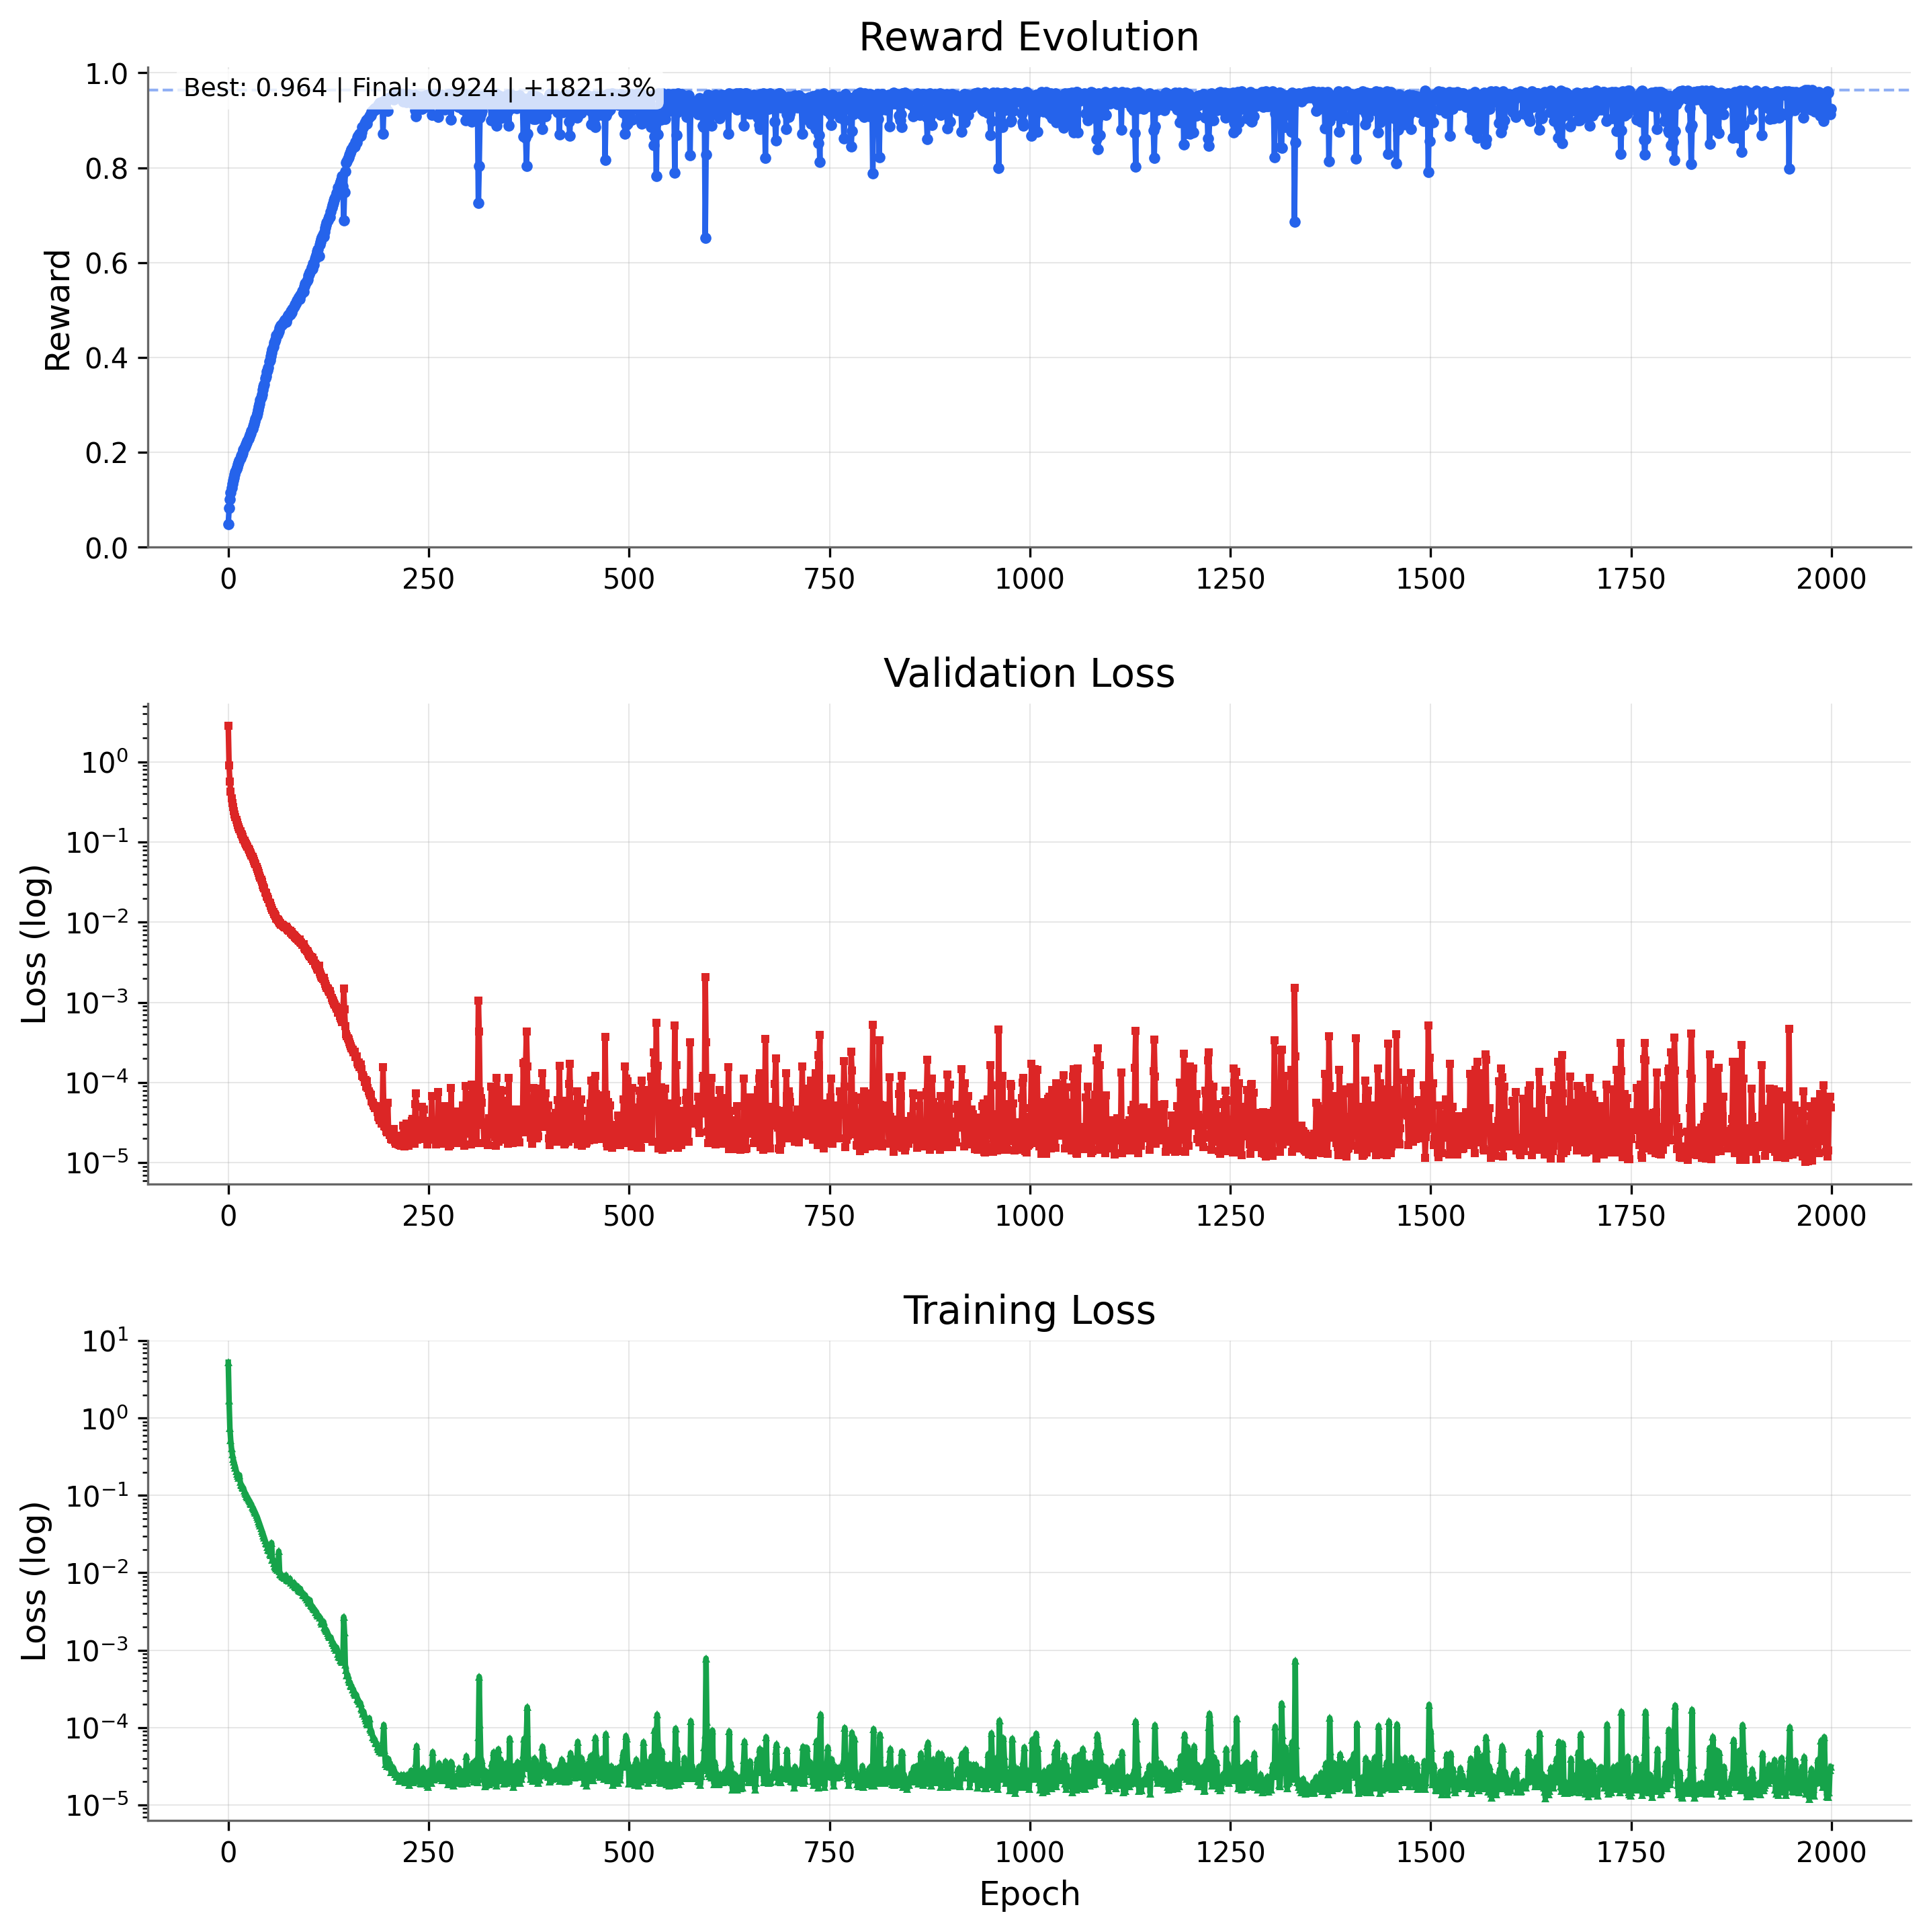 Reward Evolution
Best: 0.964 | Final: 0.924 | +1821.3%
Reward
1.0
0.8
0.6
0.4
0.2
0.0
0 250 500 750 1000 1250 1500 1750 2000
Validation Loss
Loss (log)
10⁰
10⁻¹
10⁻²
10⁻³
10⁻⁴
10⁻⁵
0 250 500 750 1000 1250 1500 1750 2000
Training Loss
Loss (log)
10¹
10⁰
10⁻¹
10⁻²
10⁻³
10⁻⁴
10⁻⁵
0 250 500 750 1000 1250 1500 1750 2000
Epoch